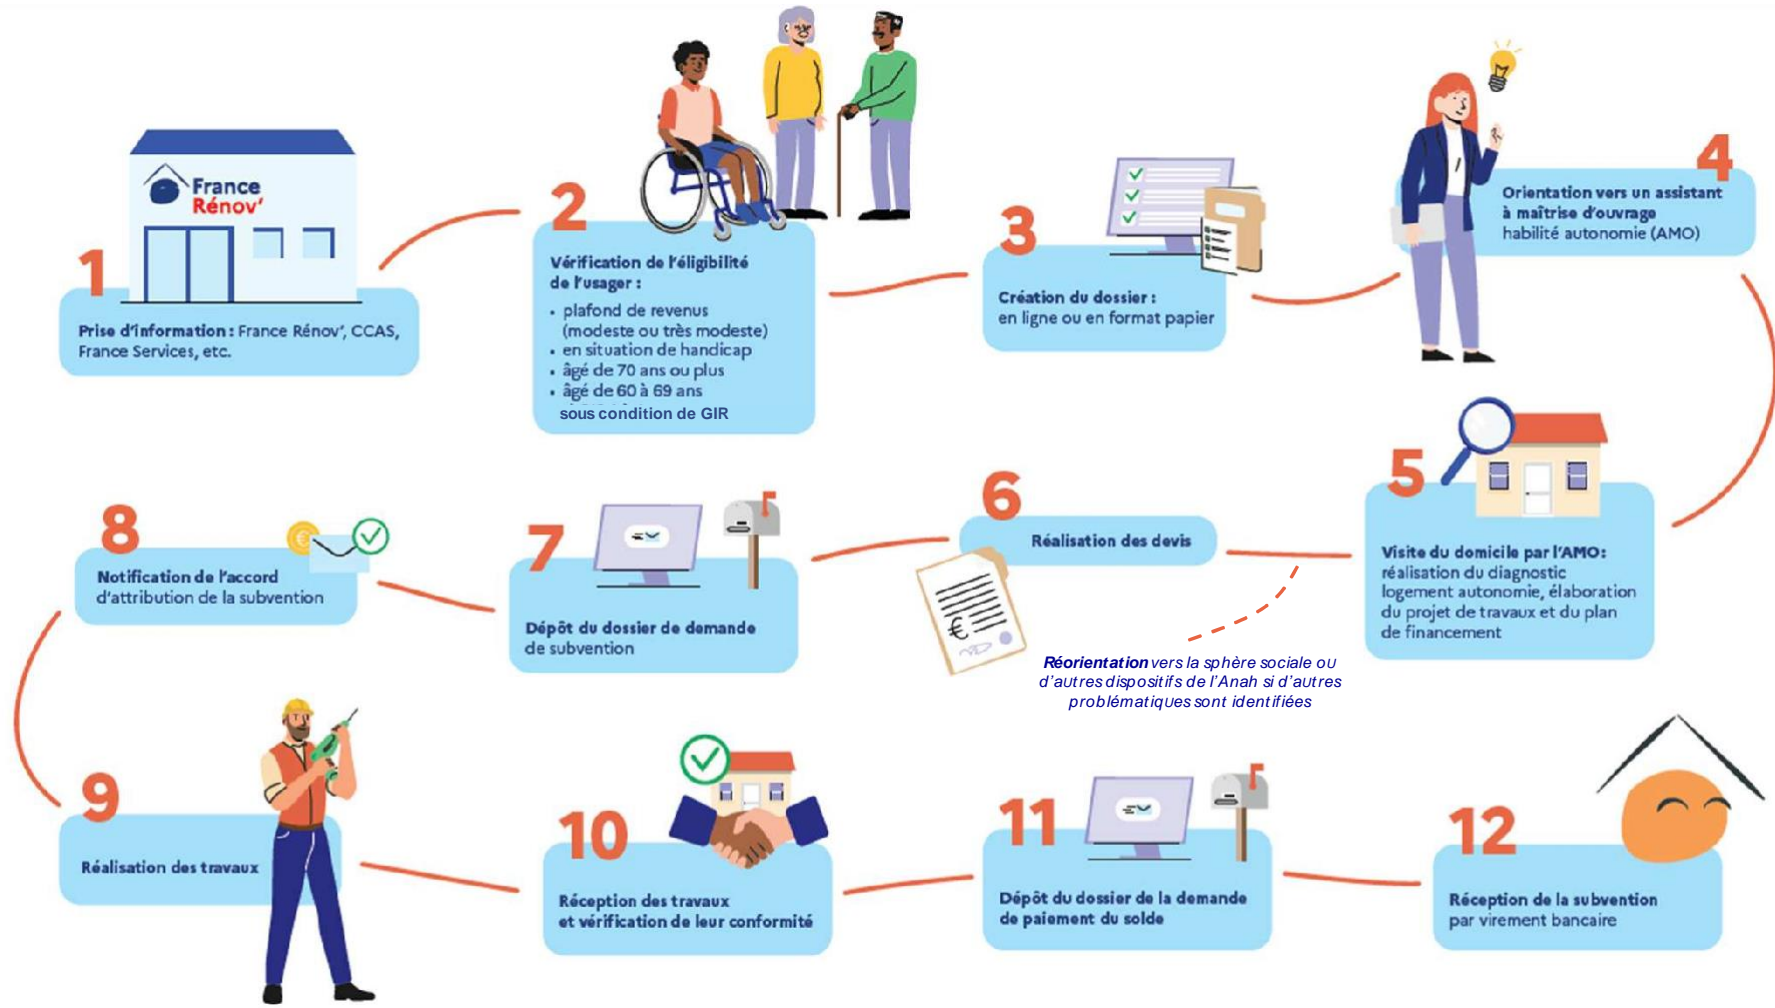 France
Rénov'
1
Prise d'information : France Rénov', CCAS,
France Services, etc.
2
Vérification de l'éligibilité
de l'usager :
• plafond de revenus
(modeste ou très modeste)
• en situation de handicap
• âgé de 70 ans ou plus
• âgé de 60 à 69 ans
sous condition de GIR
3
Création du dossier :
en ligne ou en format papier
4
Orientation vers un assistant
à maîtrise d'ouvrage
habilité autonomie (AMO)
5
Visite du domicile par l'AMO:
réalisation du diagnostic
logement autonomie, élaboration
du projet de travaux et du plan
de financement
6
Réalisation des devis
€
Réorientation vers la sphère sociale ou
d'autres dispositifs de l'Anah si d'autres
problématiques sont identifiées
7
Dépôt du dossier de demande
de subvention
8
€
Notification de l'accord
d'attribution de la subvention
9
Réalisation des travaux
10
Réception des travaux
et vérification de leur conformité
11
Dépôt du dossier de la demande
de paiement du solde
12
Réception de la subvention
par virement bancaire